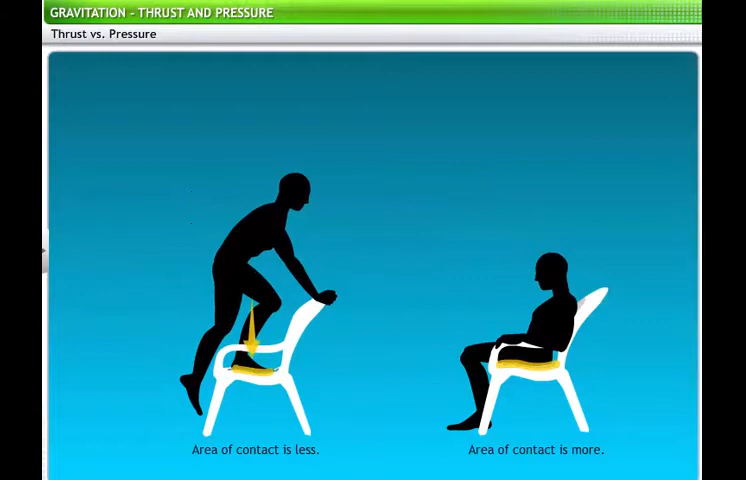 GRAVITATION - THRUST AND PRESSURE
Thrust vs. Pressure
Area of contact is less.
Area of contact is more.